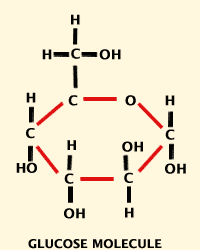 H
H C OH
C O
H H
C C
H OH
HO OH
C C
OH H
GLUCOSE MOLECULE